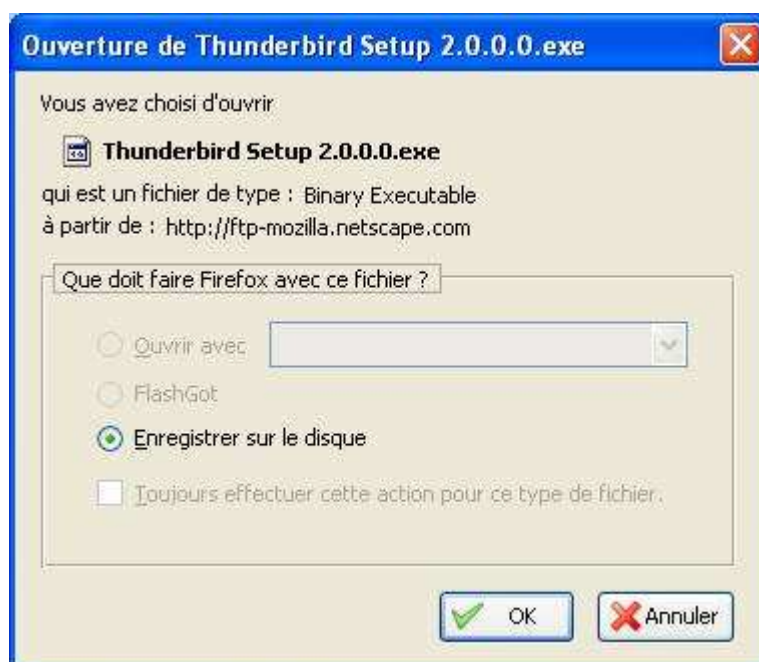 Ouverture de Thunderbird Setup 2.0.0.0.exe
Vous avez choisi d'ouvrir
Thunderbird Setup 2.0.0.0.exe
qui est un fichier de type : Binary Executable
à partir de : http://ftp-mozilla.netscape.com
Que doit faire Firefox avec ce fichier ?
Ouvrir avec
FlashGot
Enregistrer sur le disque
Toujours effectuer cette action pour ce type de fichier.
OK Annuler